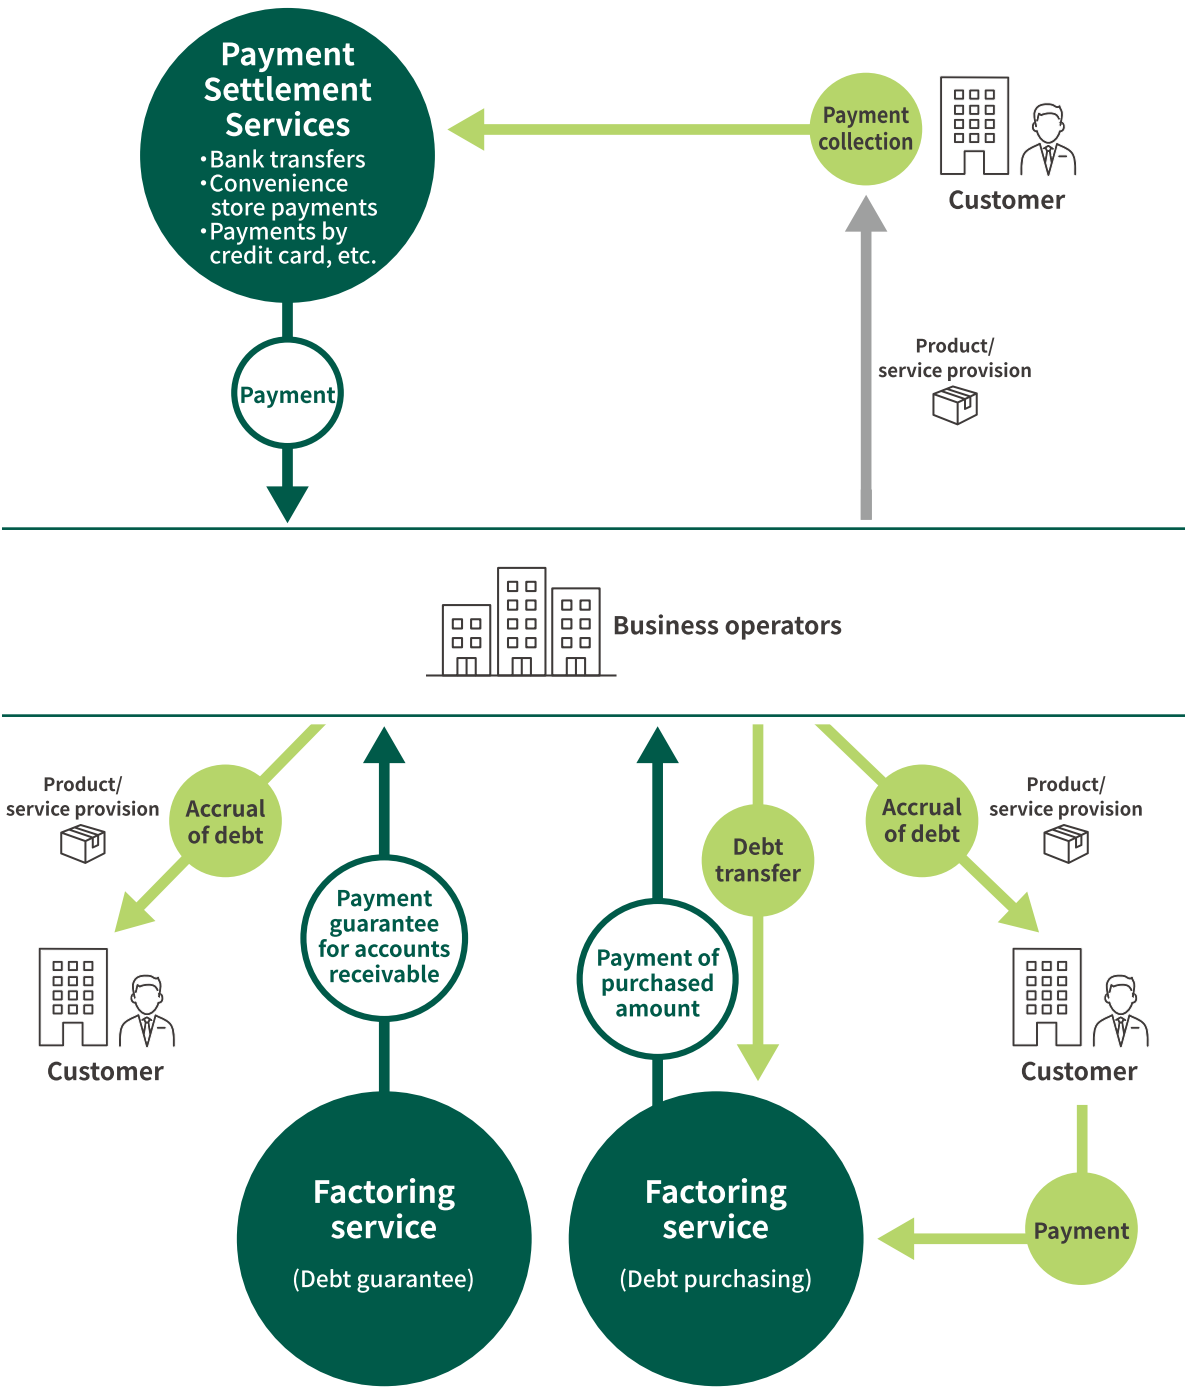 Payment
Settlement
Services
・Bank transfers
・Convenience
store payments
・Payments by
credit card, etc.
Payment
collection
Customer
Product/
service provision
Payment
Business operators
Product/
service provision
Accrual
of debt
Customer
Payment
guarantee
for accounts
receivable
Factoring
service
(Debt guarantee)
Payment of
purchased
amount
Debt
transfer
Factoring
service
(Debt purchasing)
Accrual
of debt
Product/
service provision
Customer
Payment